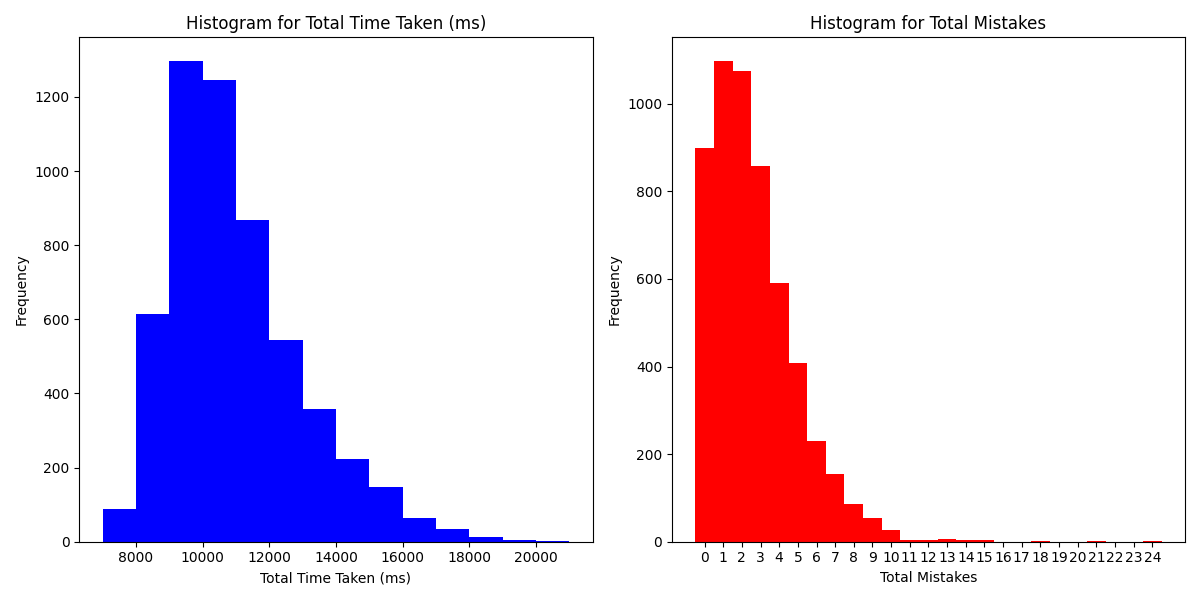 Histogram for Total Time Taken (ms)
Frequency
1200
1000
800
600
400
200
0
8000 10000 12000 14000 16000 18000 20000
Total Time Taken (ms)
Histogram for Total Mistakes
Frequency
1000
800
600
400
200
0
0 1 2 3 4 5 6 7 8 9 10 11 12 13 14 15 16 17 18 19 20 21 22 23 24
Total Mistakes